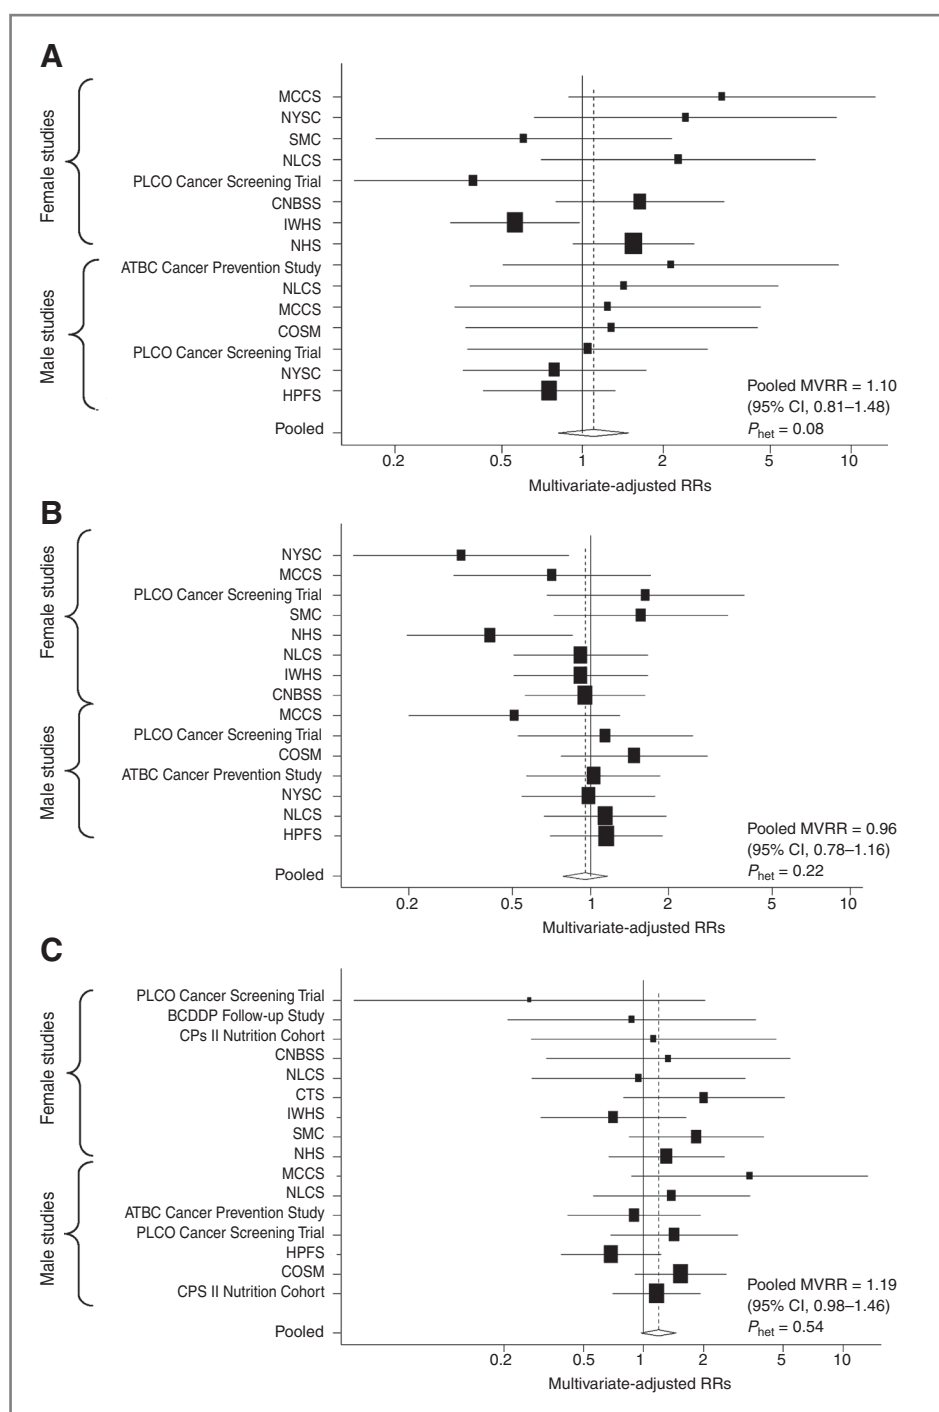 A
Female studies
MCCS
NYSC
SMC
NLCS
PLCO Cancer Screening Trial
CNBSS
IWHS
NHS
Male studies
ATBC Cancer Prevention Study
NLCS
MCCS
COSM
PLCO Cancer Screening Trial
NYSC
HPFS
Pooled
Pooled MVRR = 1.10
(95% CI, 0.81–1.48)
Phet = 0.08
0.2 0.5 1 2 5 10
Multivariate-adjusted RRs
B
Female studies
NYSC
MCCS
PLCO Cancer Screening Trial
SMC
NHS
NLCS
IWHS
CNBSS
Male studies
MCCS
PLCO Cancer Screening Trial
COSM
ATBC Cancer Prevention Study
NYSC
NLCS
HPFS
Pooled
Pooled MVRR = 0.96
(95% CI, 0.78–1.16)
Phet = 0.22
0.2 0.5 1 2 5 10
Multivariate-adjusted RRs
C
Female studies
PLCO Cancer Screening Trial
BCDDP Follow-up Study
CPs II Nutrition Cohort
CNBSS
NLCS
CTS
IWHS
SMC
NHS
Male studies
MCCS
NLCS
ATBC Cancer Prevention Study
PLCO Cancer Screening Trial
HPFS
COSM
CPS II Nutrition Cohort
Pooled
Pooled MVRR = 1.19
(95% CI, 0.98–1.46)
Phet = 0.54
0.2 0.5 1 2 5 10
Multivariate-adjusted RRs